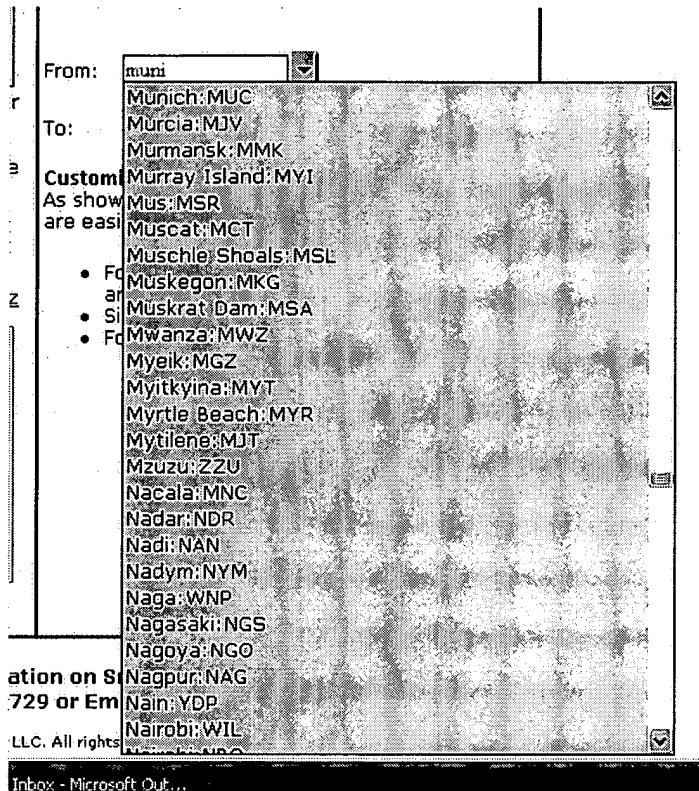 From: muni
r
Munich:MUC
To:
Murcia:MJV
Murmansk:MMK
Customi
Murray Island:MYI
As show
Mus:MSR
are easi
Muscat:MCT
Muschle Shoals:MSL
• Fo
Muskegon:MKG
ar
Muskrat Dam:MSA
• Si
Mwanza:MWZ
• Fo
Myeik:MGZ
Myitkyina:MYT
Myrtle Beach:MYR
Mytilene:MJT
Mzuzu:ZZU
Nacala:MNC
Nadar:NDR
Nadi:NAN
Nadym:NYM
Naga:WNP
Nagasaki:NGS
Nagoya:NGO
ation on S
Nagpur:NAG
729 or Em
Nain:YDP
Nairobi:WIL
LLC. All rights
Inbox - Microsoft Out...